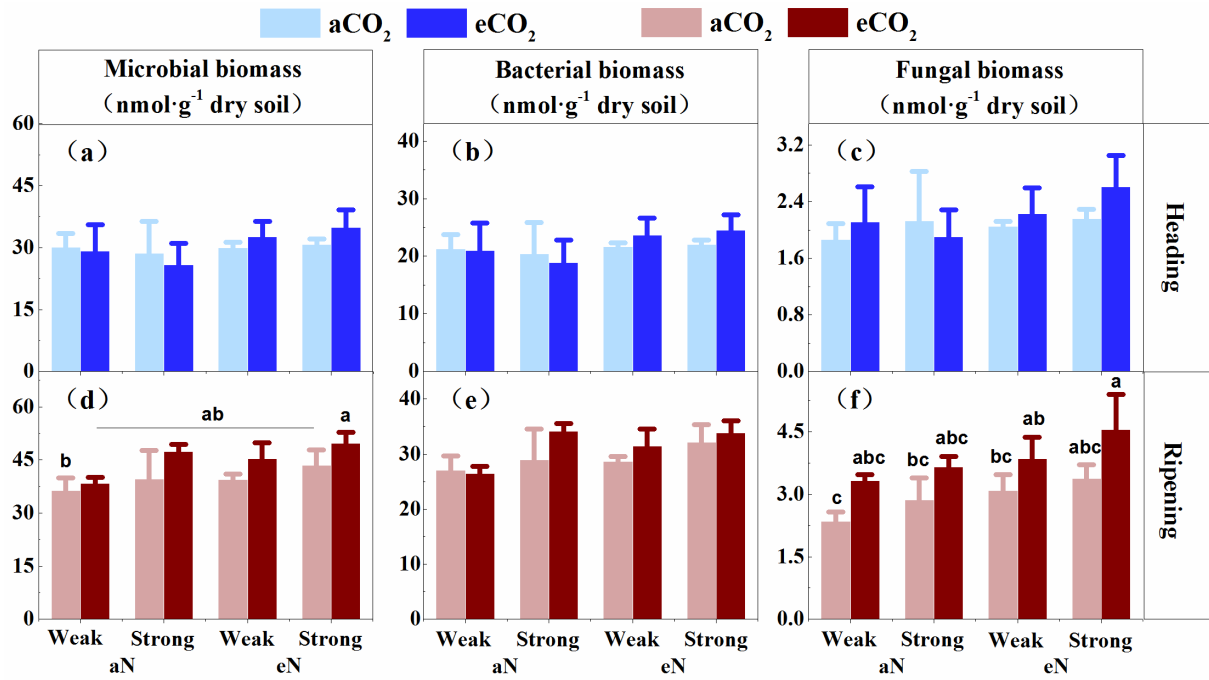 aCO₂ eCO₂ aCO₂ eCO₂
Microbial biomass
（nmol·g⁻¹ dry soil）
Bacterial biomass
（nmol·g⁻¹ dry soil）
Fungal biomass
（nmol·g⁻¹ dry soil）
60
45
30
15
0
（a）
40
30
20
10
0
（b）
3.2
2.4
1.6
0.8
0.0
（c）
Heading
60
45
30
15
0
（d）
b
ab
a
40
30
20
10
0
（e）
4.5
3.0
1.5
0.0
（f）
c
abc
bc
abc
bc
ab
abc
a
Ripening
Weak Strong Weak Strong
aN eN
Weak Strong Weak Strong
aN eN
Weak Strong Weak Strong
aN eN